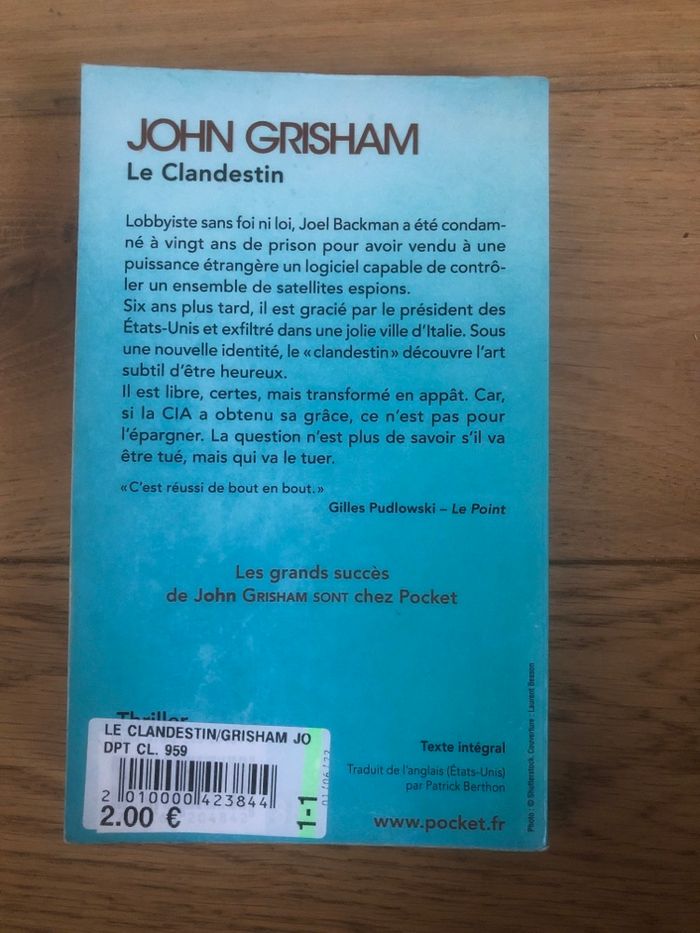 JOHN GRISHAM
Le Clandestin
Lobbyiste sans foi ni loi, Joel Backman a été condam-
né à vingt ans de prison pour avoir vendu à une
puissance étrangère un logiciel capable de contrô-
ler un ensemble de satellites espions.
Six ans plus tard, il est gracié par le président des
États-Unis et exfiltré dans une jolie ville d'Italie. Sous
une nouvelle identité, le «clandestin» découvre l'art
subtil d'être heureux.
Il est libre, certes, mais transformé en appât. Car,
si la CIA a obtenu sa grâce, ce n'est pas pour
l'épargner. La question n'est plus de savoir s'il va
être tué, mais qui va le tuer.
«C'est réussi de bout en bout.»
Gilles Pudlowski – Le Point
Les grands succès
de John GRISHAM SONT chez Pocket
Thriller
LE CLANDESTIN/GRISHAM JO
DPT CL. 959
2 010000 423844
2.00 €
1-1
Texte intégral
Traduit de l'anglais (États-Unis)
par Patrick Berthon
www.pocket.fr
Photo : © Shutterstock. Couverture : Laurent Besson